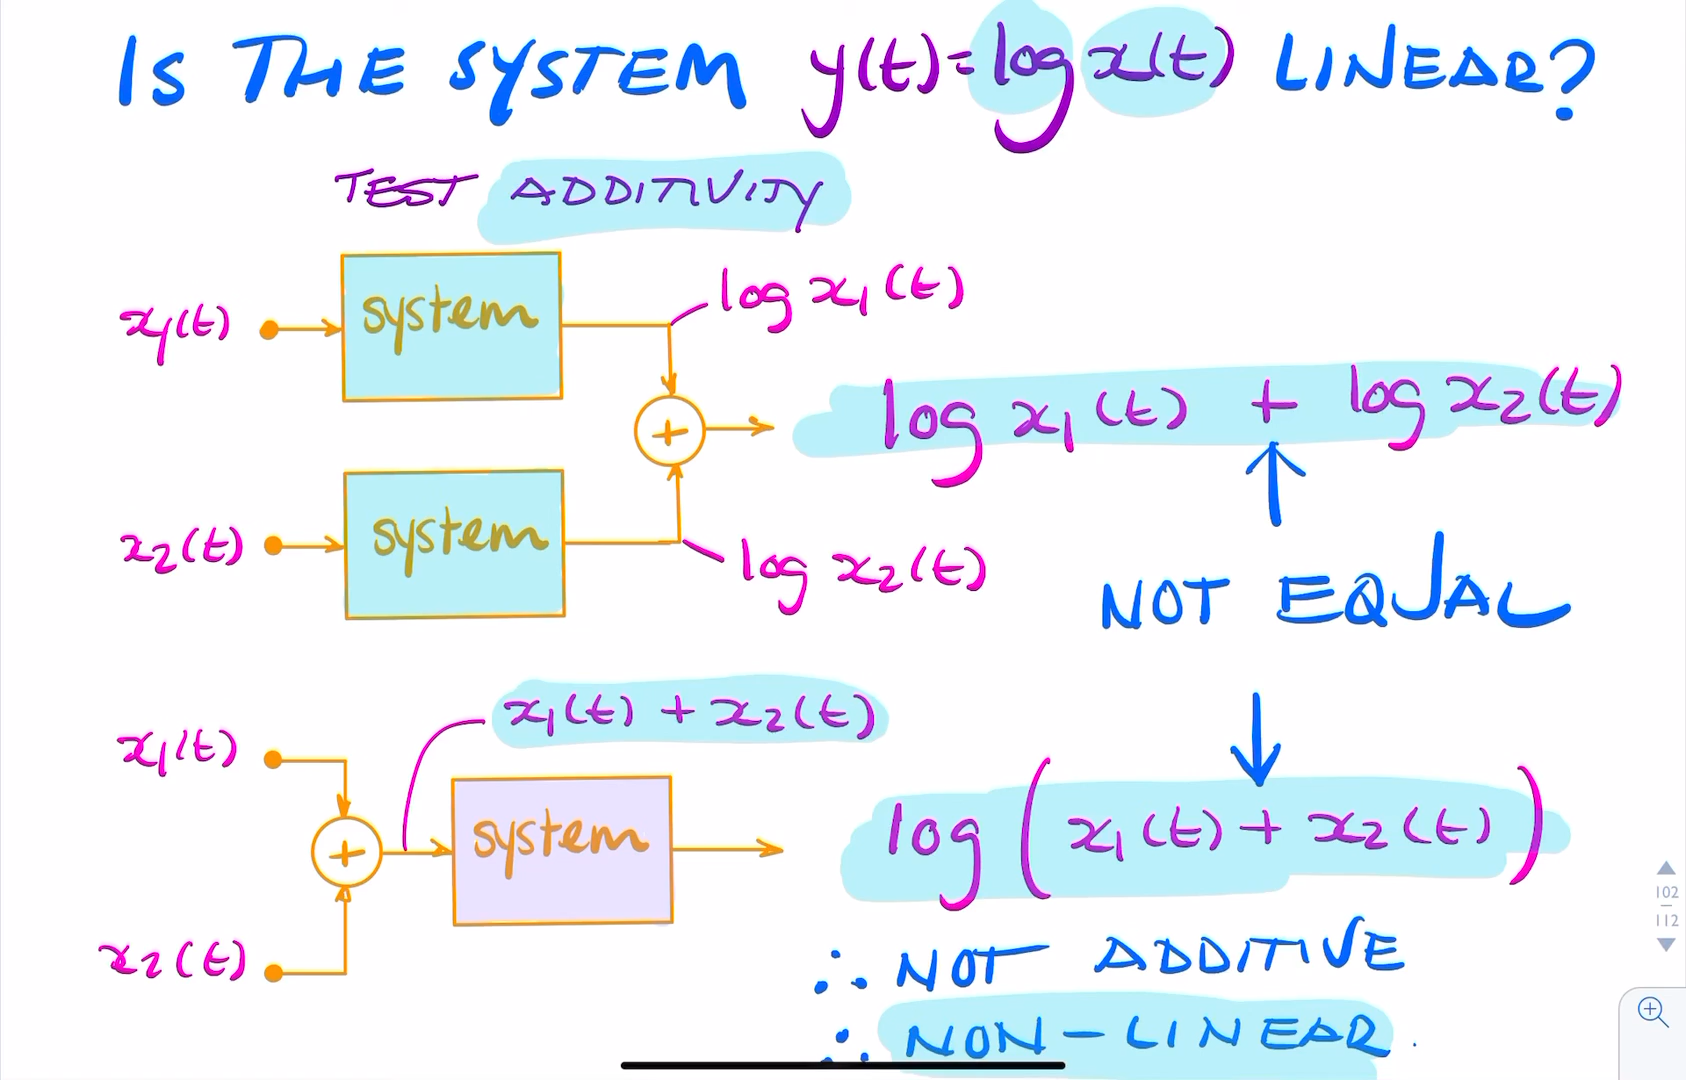 IS THE SYSTEM y(t)=log x(t) LINEAR?
TEST ADDITIVITY
x1(t)
system
log x1(t)
+
log x1(t) + log x2(t)
x2(t)
system
log x2(t)
NOT EQUAL
x1(t) + x2(t)
x1(t)
+
system
log (x1(t) + x2(t))
x2(t)
∴ NOT ADDITIVE
∴ NON-LINEAR.
102
112